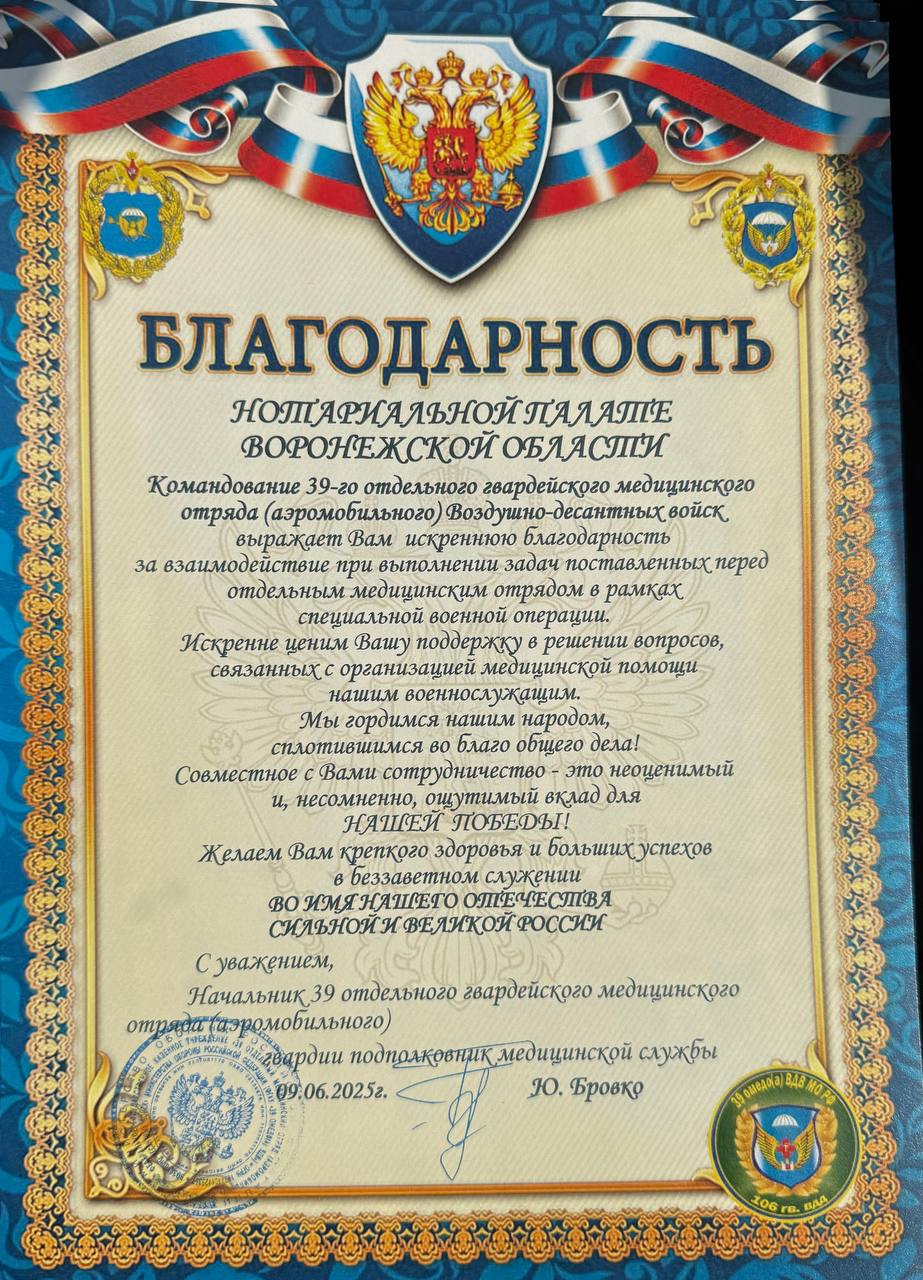 БЛАГОДАРНОСТЬ
НОТАРИАЛЬНОЙ ПАЛАТЕ
ВОРОНЕЖСКОЙ ОБЛАСТИ
Командование 39-го отдельного гвардейского медицинского
отряда (аэромобильного) Воздушно-десантных войск
выражает Вам искреннюю благодарность
за взаимодействие при выполнении задач поставленных перед
отдельным медицинским отрядом в рамках
специальной военной операции.
Искренне ценим Вашу поддержку в решении вопросов,
связанных с организацией медицинской помощи
нашим военнослужащим.
Мы гордимся нашим народом,
сплотившимся во благо общего дела!
Совместное с Вами сотрудничество - это неоценимый
и, несомненно, ощутимый вклад для
НАШЕЙ ПОБЕДЫ!
Желаем Вам крепкого здоровья и больших успехов
в беззаветном служении
ВО ИМЯ НАШЕГО ОТЕЧЕСТВА
СИЛЬНОЙ И ВЕЛИКОЙ РОССИИ
С уважением,
Начальник 39 отдельного гвардейского медицинского
отряда (аэромобильного)
гвардии подполковник медицинской службы
09.06.2025г. Ю. Бровко
39 омедо(а) ВДВ МО РФ
106 гв. вдд